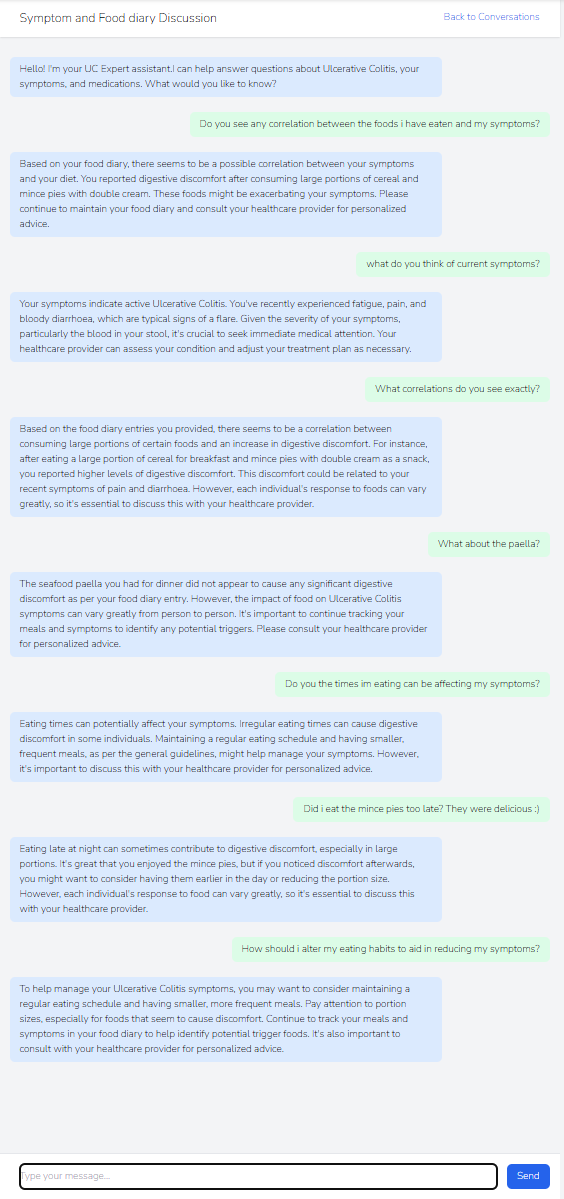 Symptom and Food diary Discussion
Back to Conversations
Hello! I'm your UC Expert assistant.I can help answer questions about Ulcerative Colitis, your
symptoms, and medications. What would you like to know?
Do you see any correlation between the foods i have eaten and my symptoms?
Based on your food diary, there seems to be a possible correlation between your symptoms
and your diet. You reported digestive discomfort after consuming large portions of cereal and
mince pies with double cream. These foods might be exacerbating your symptoms. Please
continue to maintain your food diary and consult your healthcare provider for personalized
advice.
what do you think of current symptoms?
Your symptoms indicate active Ulcerative Colitis. You've recently experienced fatigue, pain, and
bloody diarrhoea, which are typical signs of a flare. Given the severity of your symptoms,
particularly the blood in your stool, it's crucial to seek immediate medical attention. Your
healthcare provider can assess your condition and adjust your treatment plan as necessary.
What correlations do you see exactly?
Based on the food diary entries you provided, there seems to be a correlation between
consuming large portions of certain foods and an increase in digestive discomfort. For instance,
after eating a large portion of cereal for breakfast and mince pies with double cream as a snack,
you reported higher levels of digestive discomfort. This discomfort could be related to your
recent symptoms of pain and diarrhoea. However, each individual's response to foods can vary
greatly, so it's essential to discuss this with your healthcare provider.
What about the paella?
The seafood paella you had for dinner did not appear to cause any significant digestive
discomfort as per your food diary entry. However, the impact of food on Ulcerative Colitis
symptoms can vary greatly from person to person. It's important to continue tracking your
meals and symptoms to identify any potential triggers. Please consult your healthcare provider
for personalized advice.
Do you the times im eating can be affecting my symptoms?
Eating times can potentially affect your symptoms. Irregular eating times can cause digestive
discomfort in some individuals. Maintaining a regular eating schedule and having smaller,
frequent meals, as per the general guidelines, might help manage your symptoms. However,
it's important to discuss this with your healthcare provider for personalized advice.
Did i eat the mince pies too late? They were delicious :)
Eating late at night can sometimes contribute to digestive discomfort, especially in large
portions. It's great that you enjoyed the mince pies, but if you noticed discomfort afterwards,
you might want to consider having them earlier in the day or reducing the portion size.
However, each individual's response to food can vary greatly, so it's essential to discuss this
with your healthcare provider.
How should i alter my eating habits to aid in reducing my symptoms?
To help manage your Ulcerative Colitis symptoms, you may want to consider maintaining a
regular eating schedule and having smaller, more frequent meals. Pay attention to portion
sizes, especially for foods that seem to cause discomfort. Continue to track your meals and
symptoms in your food diary to help identify potential trigger foods. It's also important to
consult with your healthcare provider for personalized advice.
Type your message...
Send